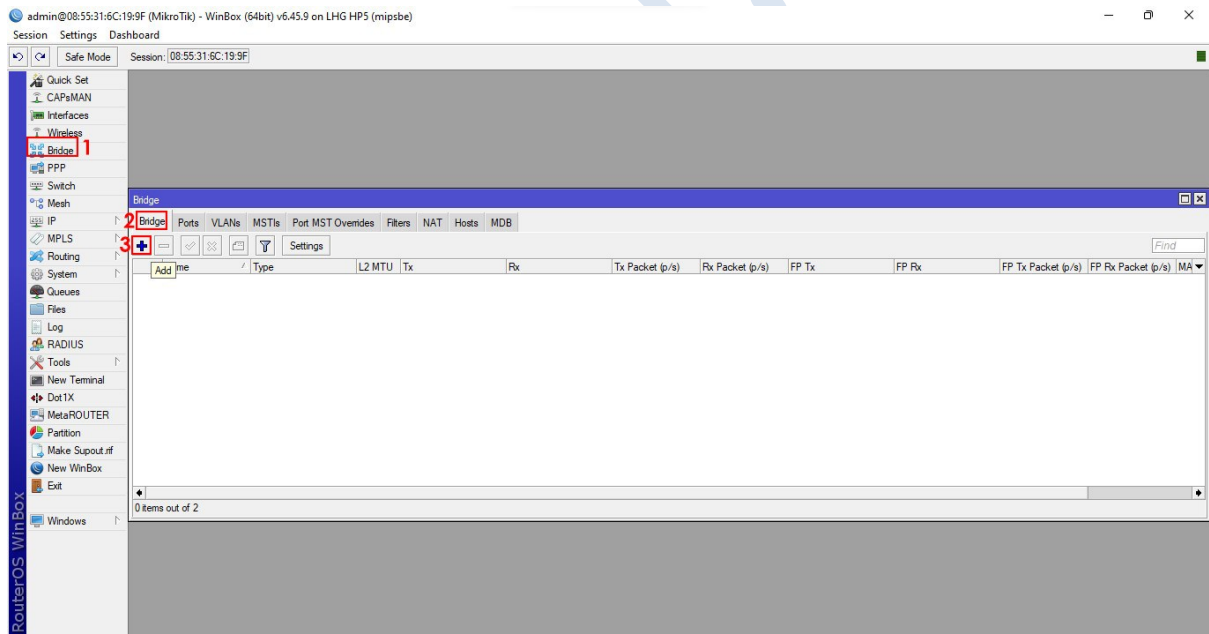 admin@08:55:31:6C:19:9F (MikroTik) - WinBox (64bit) v6.45.9 on LHG HP5 (mipsbe)
Session Settings Dashboard
Safe Mode Session: 08:55:31:6C:19:9F
Quick Set
CAPsMAN
Interfaces
Wireless
Bridge 1
PPP
Switch
Mesh
IP
MPLS
Routing
System
Queues
Files
Log
RADIUS
Tools
New Terminal
Dot1X
MetaROUTER
Partition
Make Supout.rif
New WinBox
Exit
Windows
RouterOS WinBox
Bridge
2 Bridge Ports VLANs MSTIs Port MST Overrides Filters NAT Hosts MDB
3 Settings Find
Add me Type L2 MTU Tx Rx Tx Packet (p/s) Rx Packet (p/s) FP Tx FP Rx FP Tx Packet (p/s) FP Rx Packet (p/s) MA
0 items out of 2